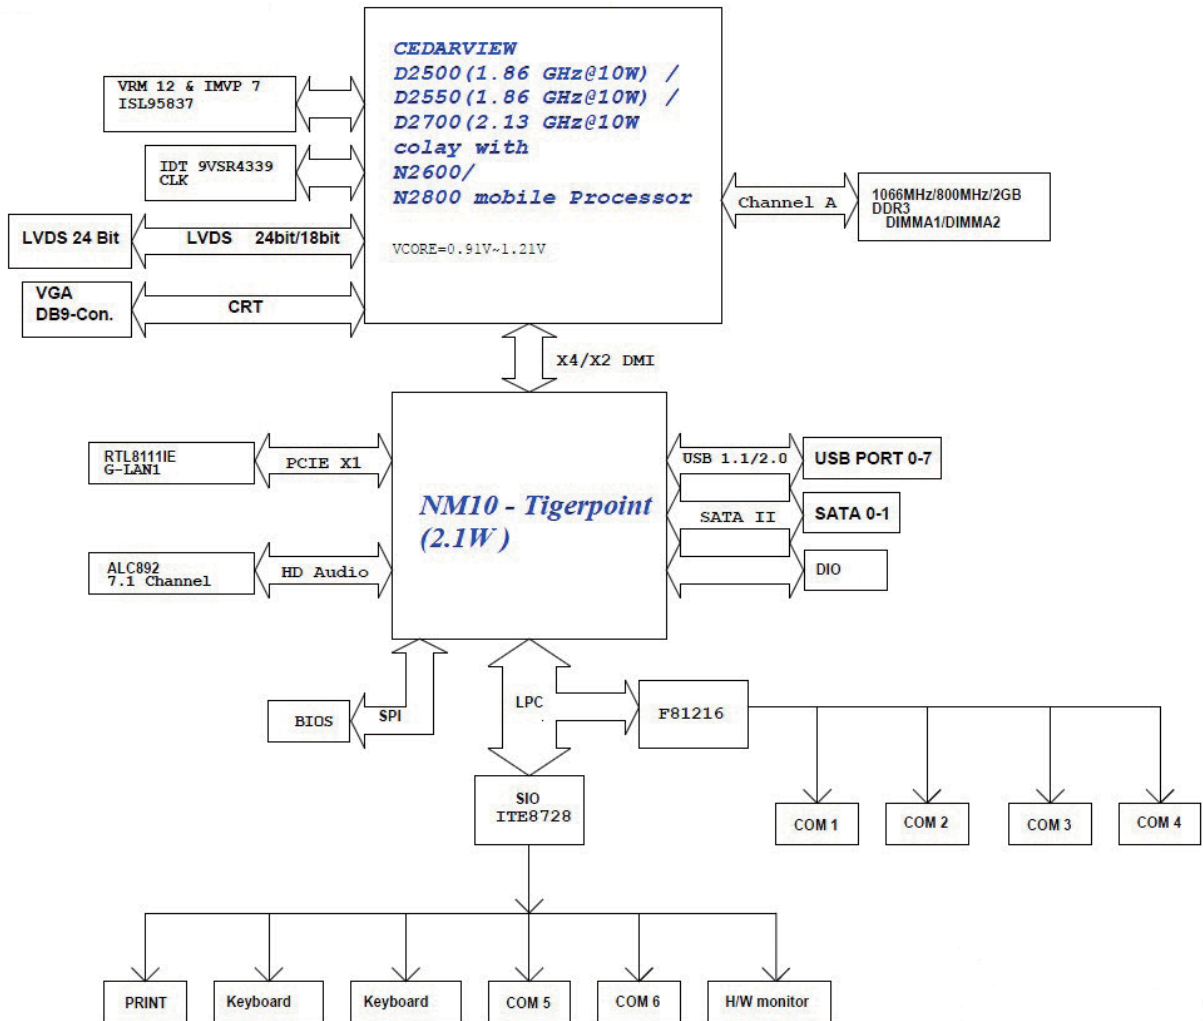 CEDARVIEW
D2500(1.86 GHz@10W) /
D2550(1.86 GHz@10W) /
D2700(2.13 GHz@10W
colay with
N2600/
N2800 mobile Processor
VCORE=0.91V~1.21V
VRM 12 & IMVP 7
ISL95837
IDT 9VSR4339
CLK
LVDS 24 Bit
LVDS 24bit/18bit
VGA
DB9-Con.
CRT
Channel A
1066MHz/800MHz/2GB
DDR3
DIMMA1/DIMMA2
X4/X2 DMI
RTL8111IE
G-LAN1
PCIE X1
ALC892
7.1 Channel
HD Audio
NM10 - Tigerpoint
(2.1W )
USB 1.1/2.0
USB PORT 0-7
SATA II
SATA 0-1
DIO
BIOS
SPI
LPC
F81216
SIO
ITE8728
COM 1
COM 2
COM 3
COM 4
PRINT
Keyboard
Keyboard
COM 5
COM 6
H/W monitor